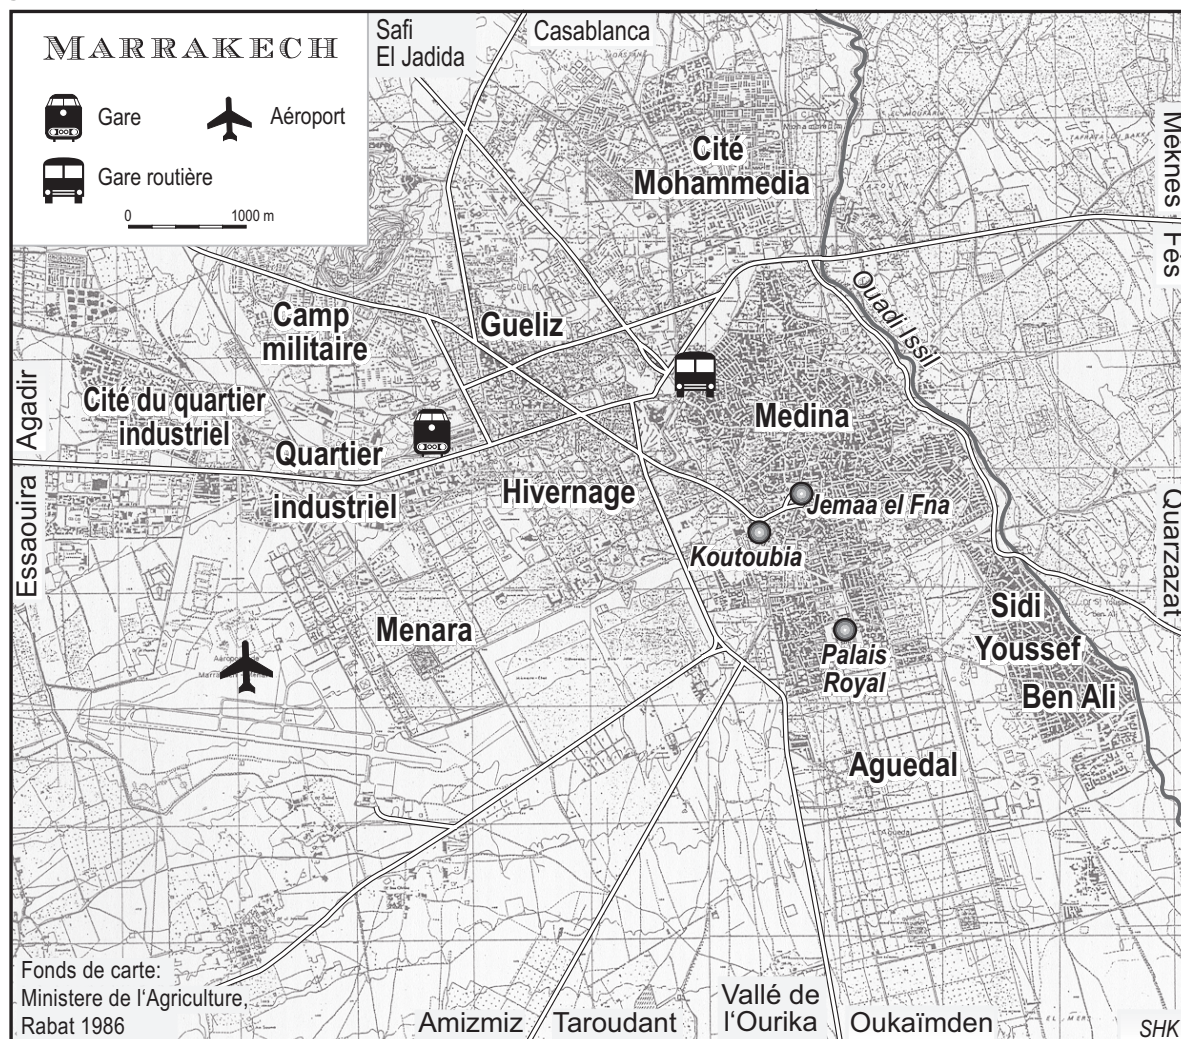 MARRAKECH
Gare
Aéroport
Gare routière
0 1000 m
Safi
El Jadida
Casablanca
Cité
Mohammedia
Meknes
Fès
Ouadi Issil
Camp
militaire
Gueliz
Agadir
Cité du quartier
industriel
Medina
Quartier
industriel
Hivernage
Jemaa el Fna
Koutoubia
Essaouira
Quarzazat
Menara
Sidi
Youssef
Ben Ali
Palais
Royal
Aguedal
Fonds de carte:
Ministere de l'Agriculture,
Rabat 1986
Amizmiz
Taroudant
Vallé de
l'Ourika
Oukaïmden
SHK